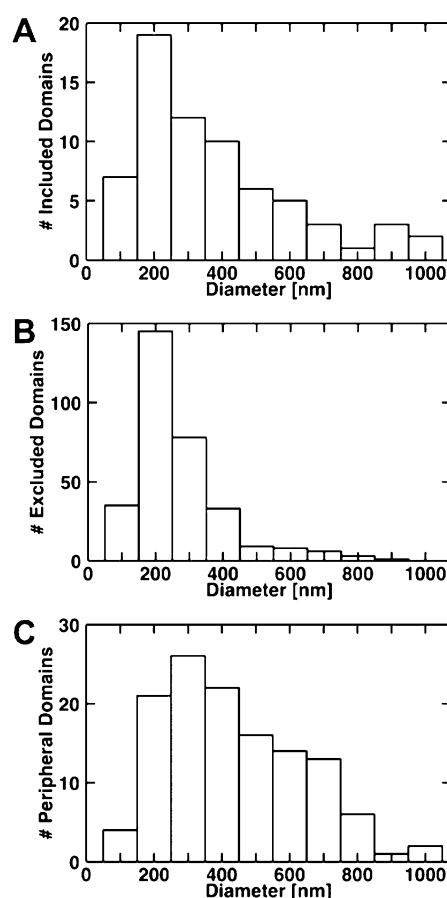 A
# Included Domains
20
15
10
5
0
0 200 400 600 800 1000
Diameter [nm]
B
# Excluded Domains
150
100
50
0
0 200 400 600 800 1000
Diameter [nm]
C
# Peripheral Domains
30
20
10
0
0 200 400 600 800 1000
Diameter [nm]